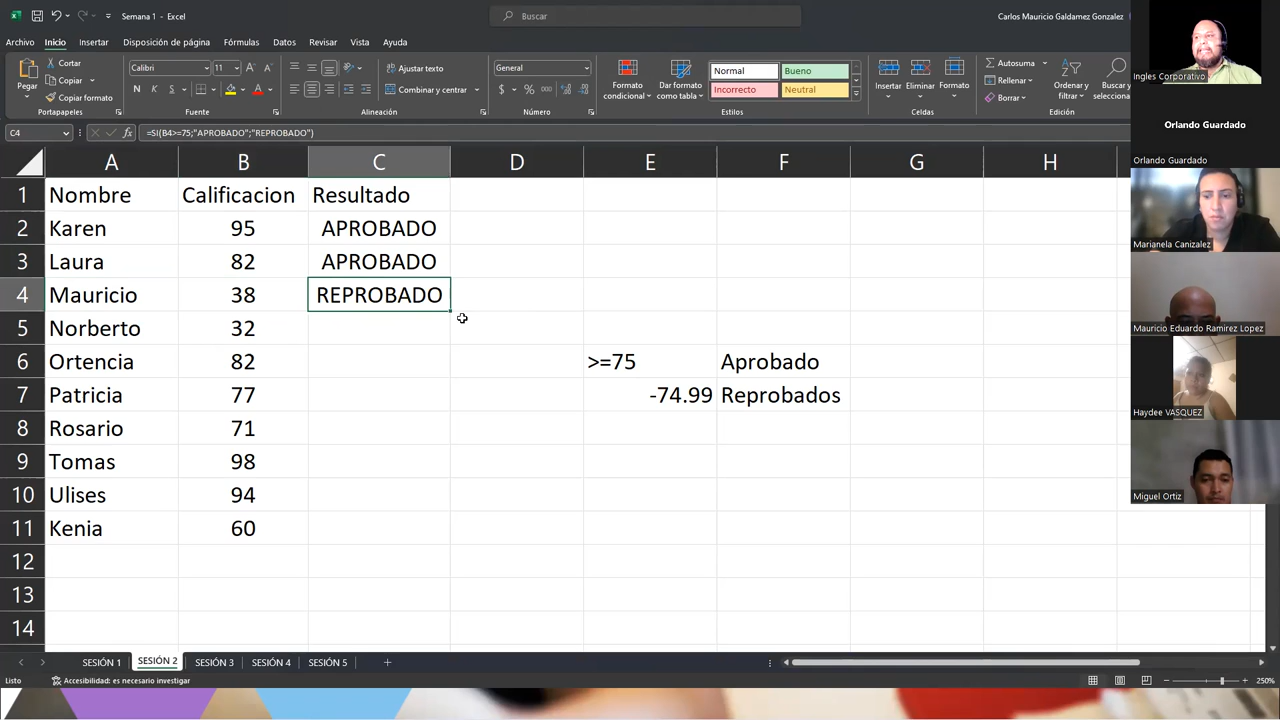 Semana 1 - Excel
Buscar
Carlos Mauricio Galdamez Gonzalez
Archivo Inicio Insertar Disposición de página Fórmulas Datos Revisar Vista Ayuda
Pegar
Cortar
Copiar
Copiar formato
Portapapeles
Calibri 11
N K S
Fuente
Ajustar texto
Combinar y centrar
Alineación
General
$ % 000
Número
Formato condicional
Dar formato como tabla
Normal Bueno
Incorrecto Neutral
Estilos
Insertar Eliminar Formato
Celdas
Autosuma
Rellenar
Borrar
Ordenar y filtrar
Buscar y selecciona
Edición
C4 fx =SI(B4>=75;"APROBADO";"REPROBADO")
A B C D E F G H
1 Nombre Calificacion Resultado
2 Karen 95 APROBADO
3 Laura 82 APROBADO
4 Mauricio 38 REPROBADO
5 Norberto 32
6 Ortencia 82 >=75 Aprobado
7 Patricia 77 -74.99 Reprobados
8 Rosario 71
9 Tomas 98
10 Ulises 94
11 Kenia 60
12
13
14
SESIÓN 1 SESIÓN 2 SESIÓN 3 SESIÓN 4 SESIÓN 5
Listo Accesibilidad: es necesario investigar 250%
Ingles Corporativo
Orlando Guardado
Orlando Guardado
Marianela Canizalez
Mauricio Eduardo Ramirez Lopez
Haydee VASQUEZ
Miguel Ortiz